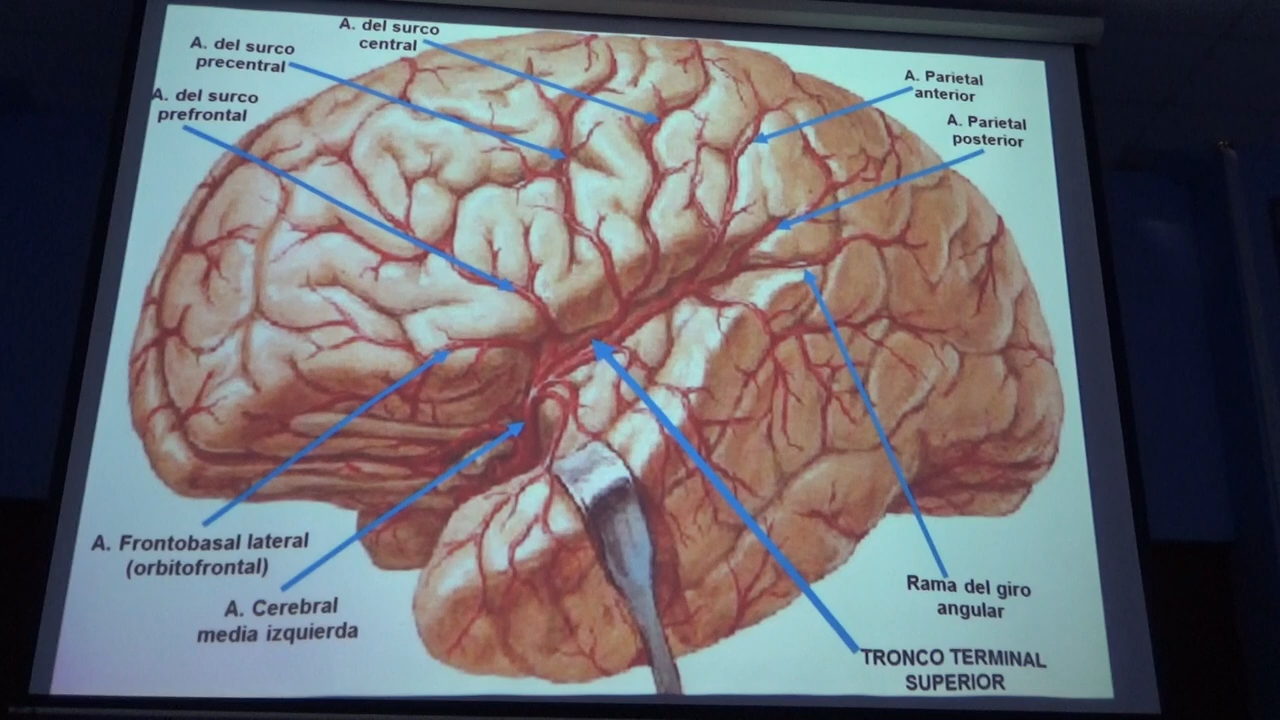 A. del surco
central
A. del surco
precentral
A. del surco
prefrontal
A. Parietal
anterior
A. Parietal
posterior
A. Frontobasal lateral
(orbitofrontal)
A. Cerebral
media izquierda
Rama del giro
angular
TRONCO TERMINAL
SUPERIOR